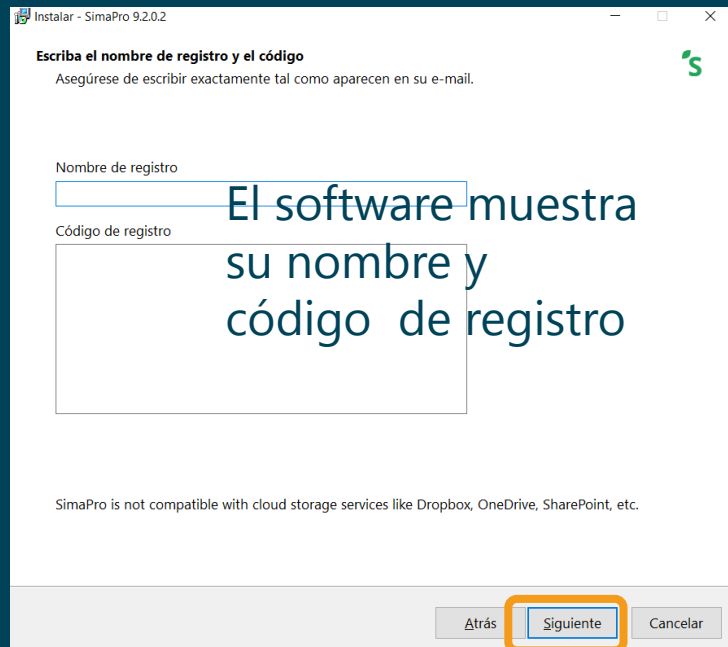 Instalar - SimaPro 9.2.0.2
Escriba el nombre de registro y el código
Asegúrese de escribir exactamente tal como aparecen en su e-mail.
Nombre de registro
El software muestra
Código de registro
su nombre y
código  de registro
SimaPro is not compatible with cloud storage services like Dropbox, OneDrive, SharePoint, etc.
Atrás
Siguiente
Cancelar